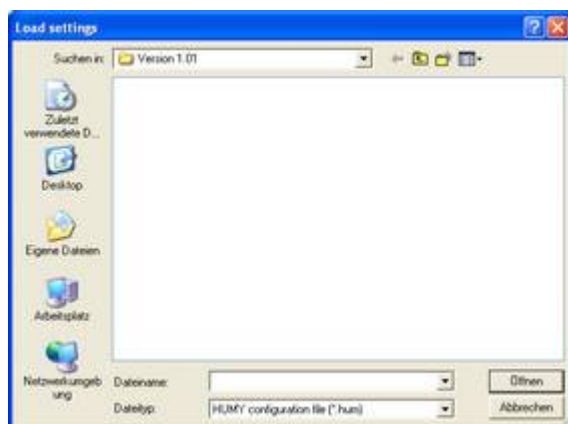 Load settings
Suchen in:
Version 1.01
Zuletzt
verwendete D...
Desktop
Eigene Dateien
Arbeitsplatz
Netzwerkumgeb
ung
Dateiname:
Öffnen
Dateityp:
HUMY configuration file (*.hum)
Abbrechen